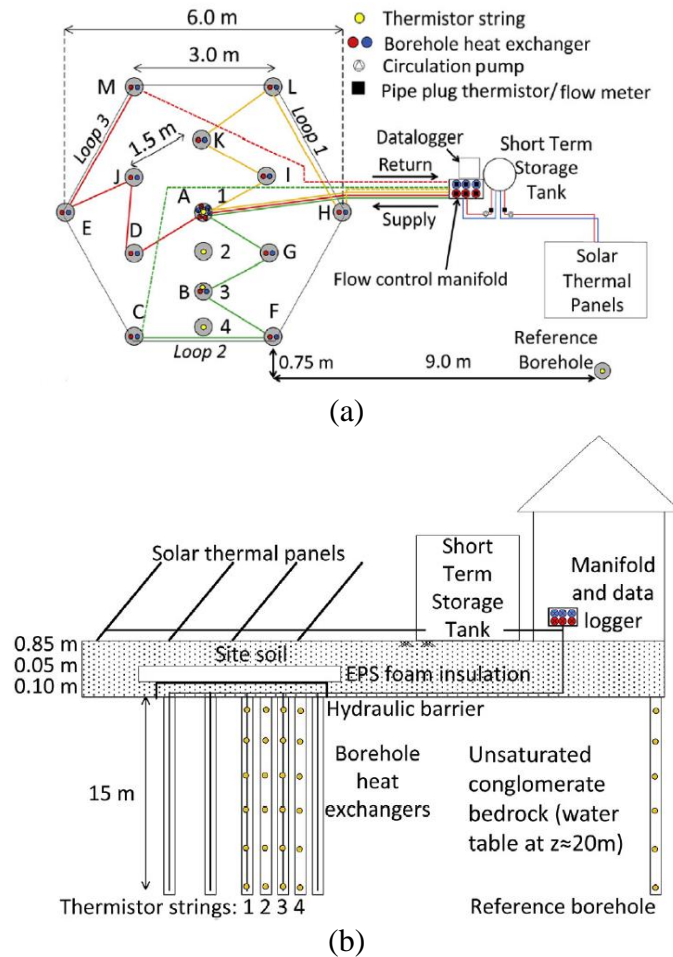 6.0 m
3.0 m
1.5 m
M
L
K
J
I
A
1
E
H
D
2
G
B
3
C
4
F
Loop 3
Loop 1
Loop 2
0.75 m
9.0 m
Thermistor string
Borehole heat exchanger
Circulation pump
Pipe plug thermistor/flow meter
Datalogger
Return
Supply
Short Term
Storage
Tank
Flow control manifold
Solar
Thermal
Panels
Reference
Borehole
(a)
Solar thermal panels
Short
Term
Storage
Tank
Manifold
and data
logger
0.85 m
0.05 m
0.10 m
Site soil
EPS foam insulation
Hydraulic barrier
15 m
Borehole
heat
exchangers
Unsaturated
conglomerate
bedrock (water
table at z≈20m)
Thermistor strings: 1 2 3 4
Reference borehole
(b)